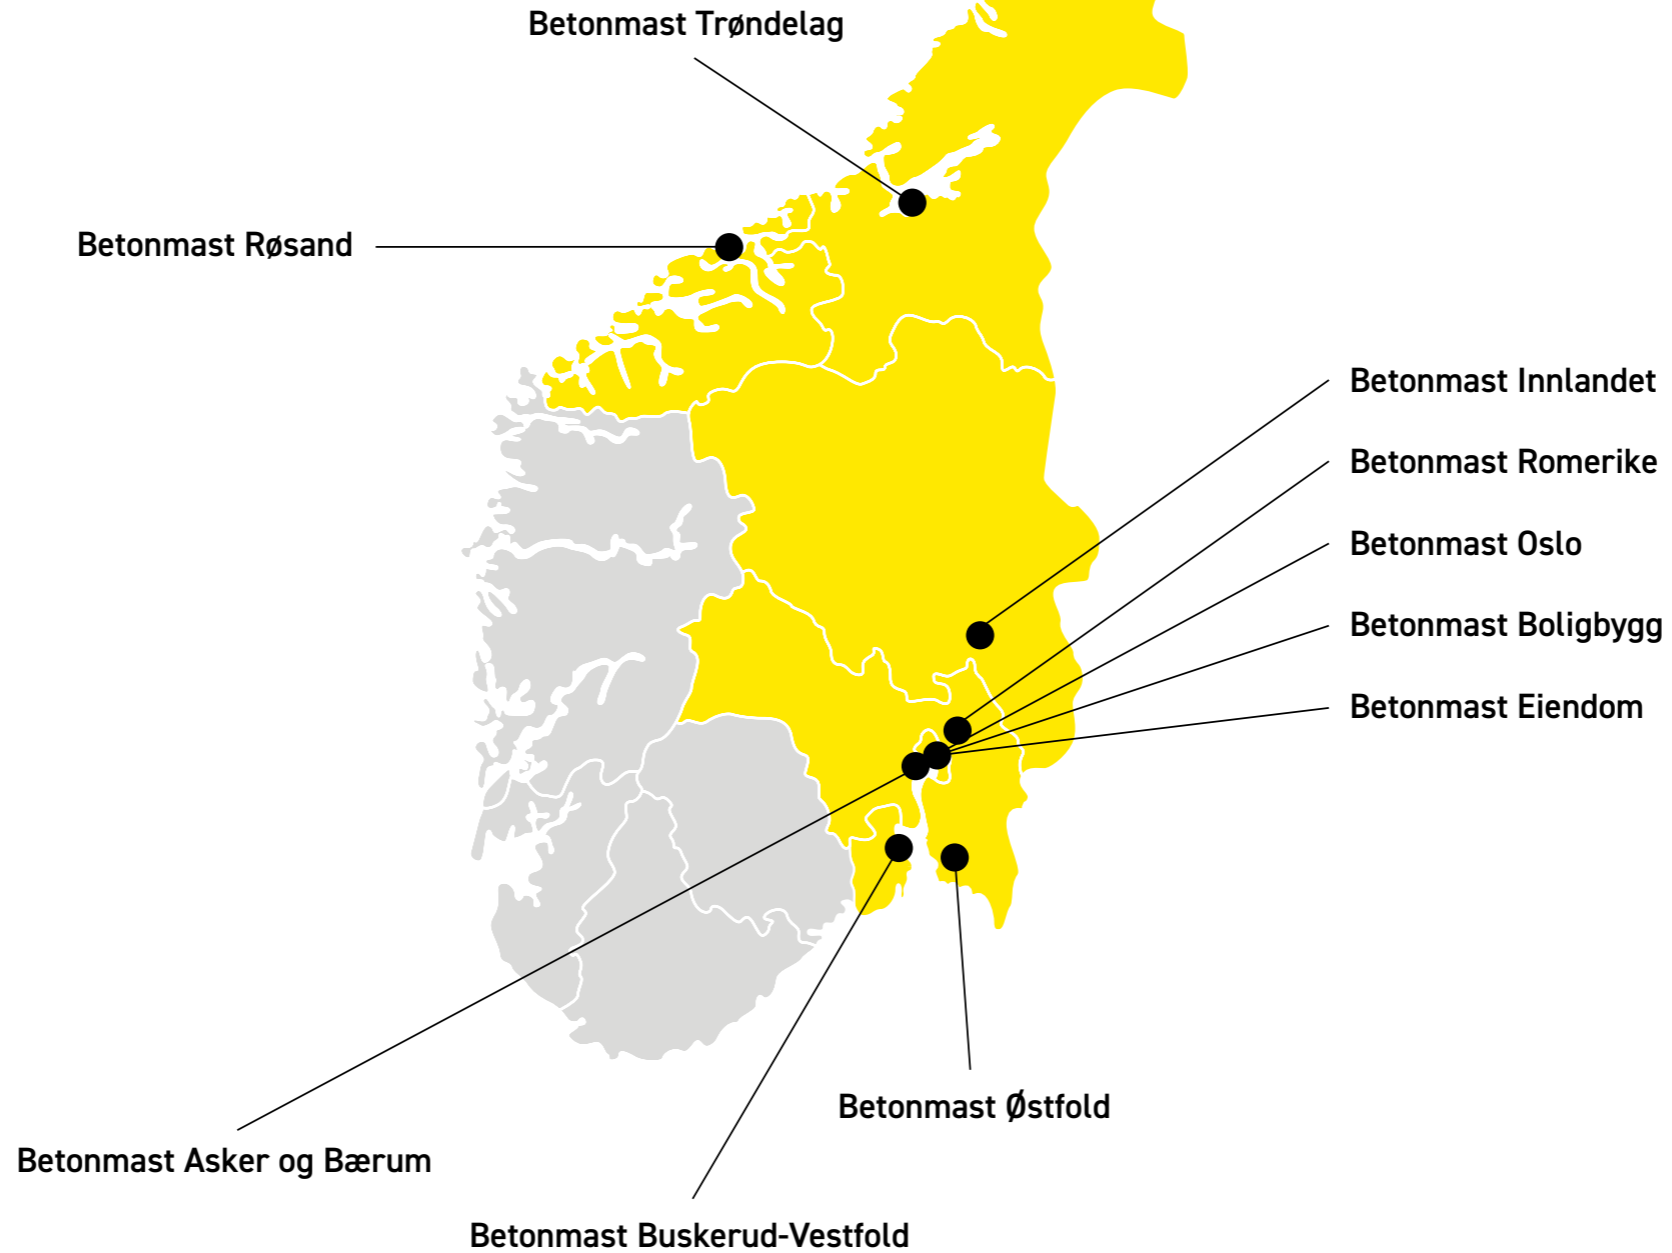 Betonmast Trøndelag
Betonmast Røsand
Betonmast Innlandet
Betonmast Romerike
Betonmast Oslo
Betonmast Boligbygg
Betonmast Eiendom
Betonmast Østfold
Betonmast Asker og Bærum
Betonmast Buskerud-Vestfold